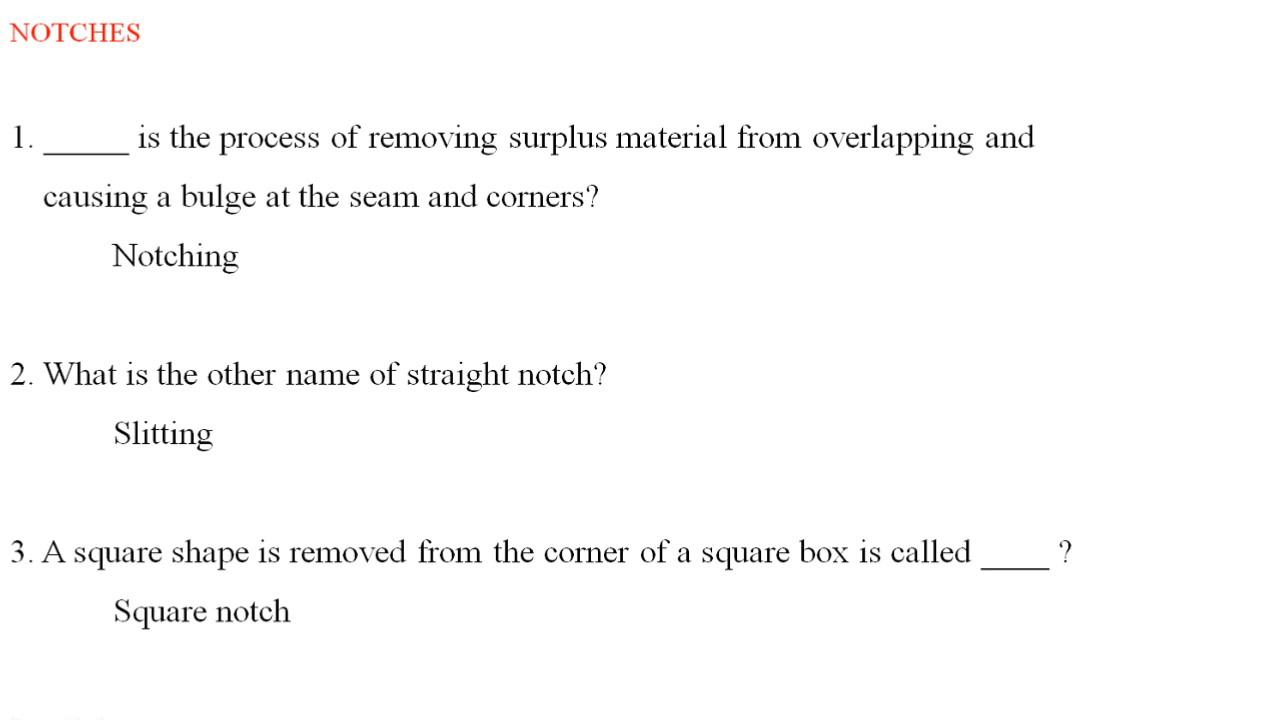 NOTCHES
1. _____ is the process of removing surplus material from overlapping and
causing a bulge at the seam and corners?
Notching
2. What is the other name of straight notch?
Slitting
3. A square shape is removed from the corner of a square box is called ____ ?
Square notch